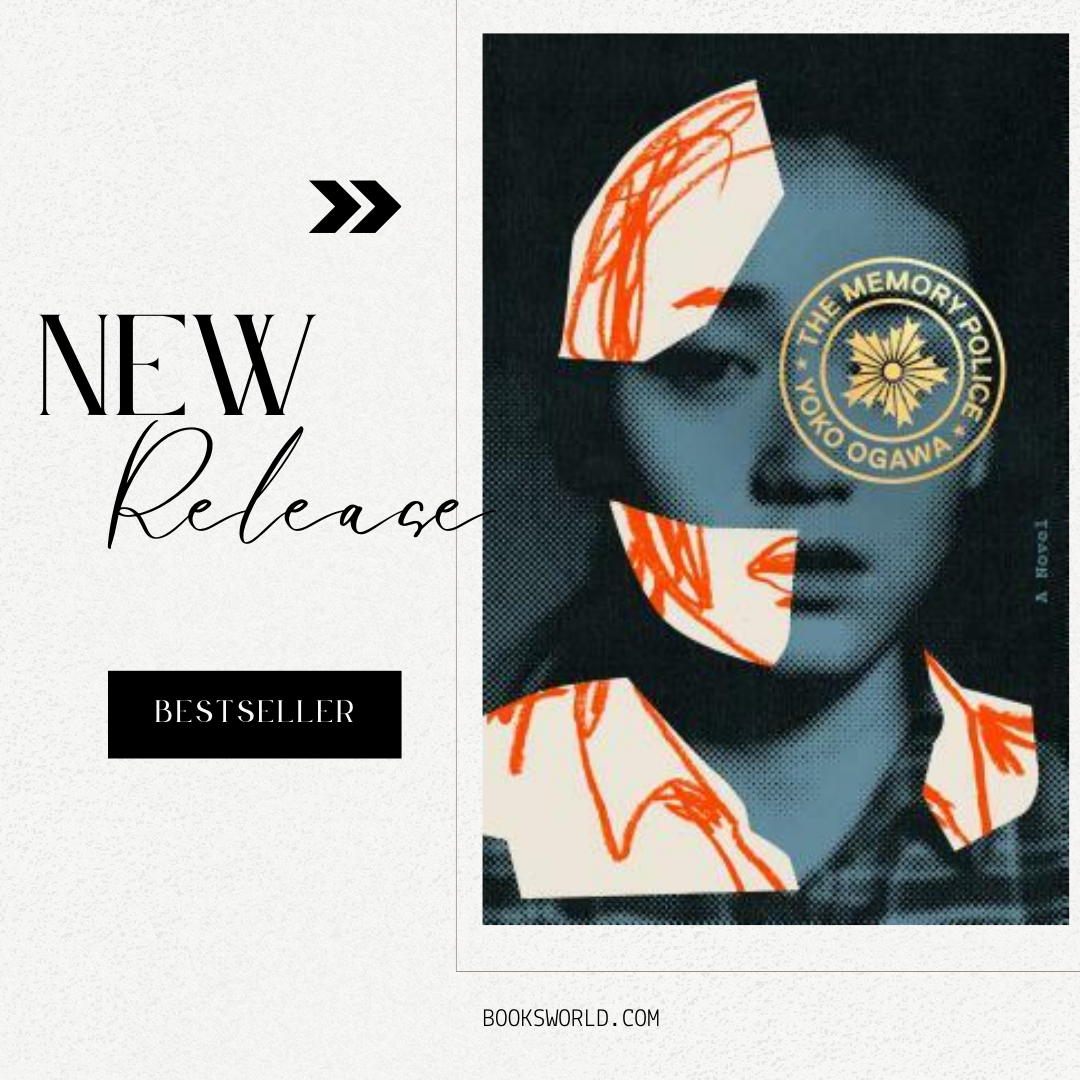 NEW
Release
BESTSELLER
THE MEMORY POLICE
★ YOKO OGAWA ★
A Novel
BOOKSWORLD.COM